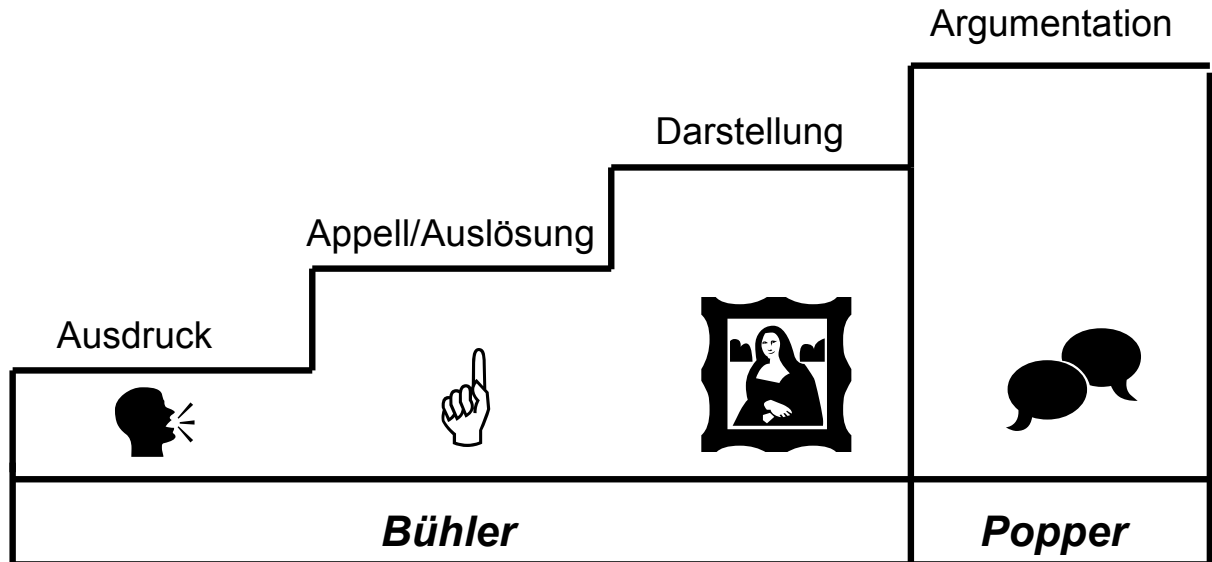 Argumentation
Darstellung
Appell/Auslösung
Ausdruck
Bühler
Popper